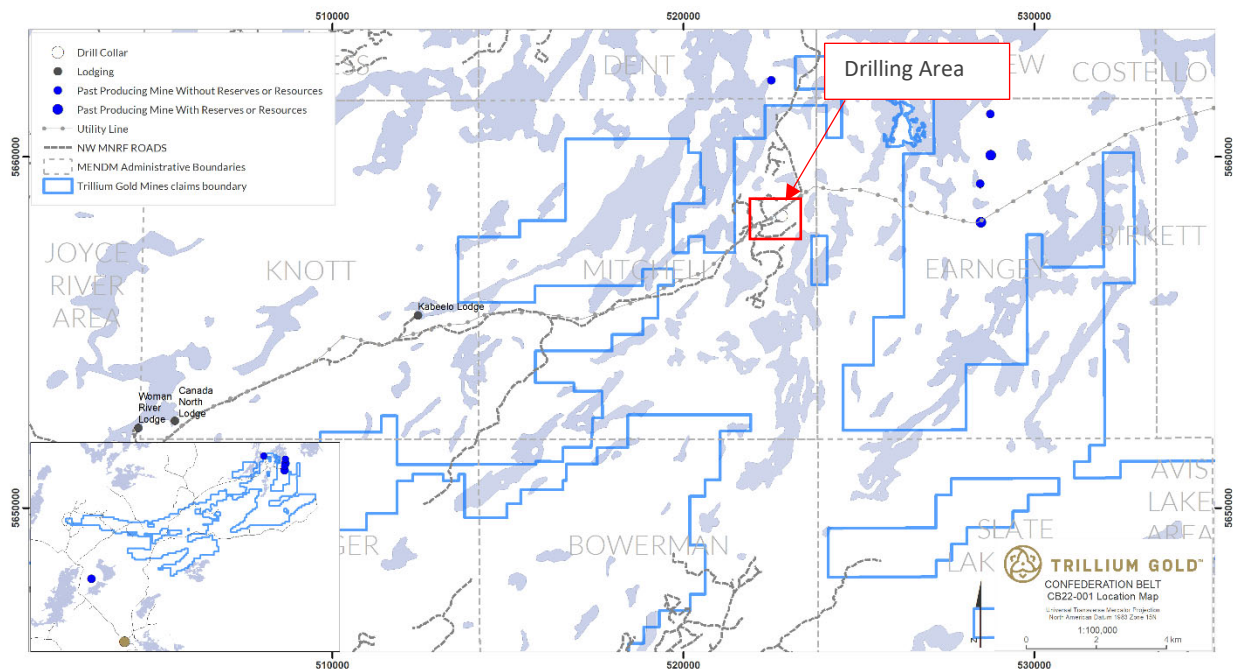 510000
520000
530000
Drill Collar
Lodging
Past Producing Mine Without Reserves or Resources
Past Producing Mine With Reserves or Resources
Utility Line
NW MNRF ROADS
MENDM Administrative Boundaries
Trillium Gold Mines claims boundary
DENT
Drilling Area
COSTELLO
5660000
5660000
JOYCE
RIVER
AREA
KNOTT
MITCHELL
EARNGEY
BIRKETT
Kabeelo Lodge
Woman
River
Lodge
Canada
North
Lodge
5650000
5650000
BOWERMAN
AVIS
LAKE
AREA
SLATE
TRILLIUM GOLD™
CONFEDERATION BELT
CB22-001 Location Map
Universal Transverse Mercator Projection
North American Datum 1983 Zone 15N
1:100,000
0 2 4 km
510000
520000
530000